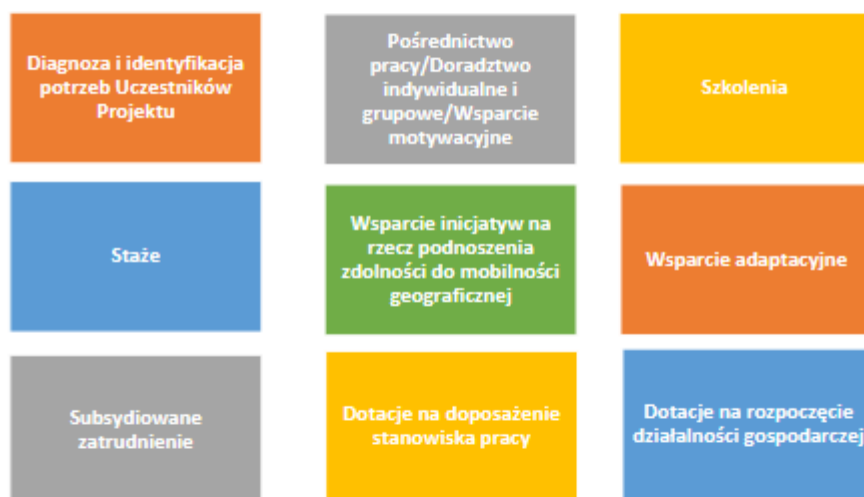 Diagnoza i identyfikacja
potrzeb Uczestników
Projektu
Pośrednictwo
pracy/Doradztwo
indywidualne i
grupowe/Wsparcie
motywacyjne
Szkolenia
Staże
Wsparcie inicjatyw na
rzecz podnoszenia
zdolności do mobilności
geograficznej
Wsparcie adaptacyjne
Subsydiowane
zatrudnienie
Dotacje na doposażenie
stanowiska pracy
Dotacje na rozpoczęcie
działalności gospodarczej